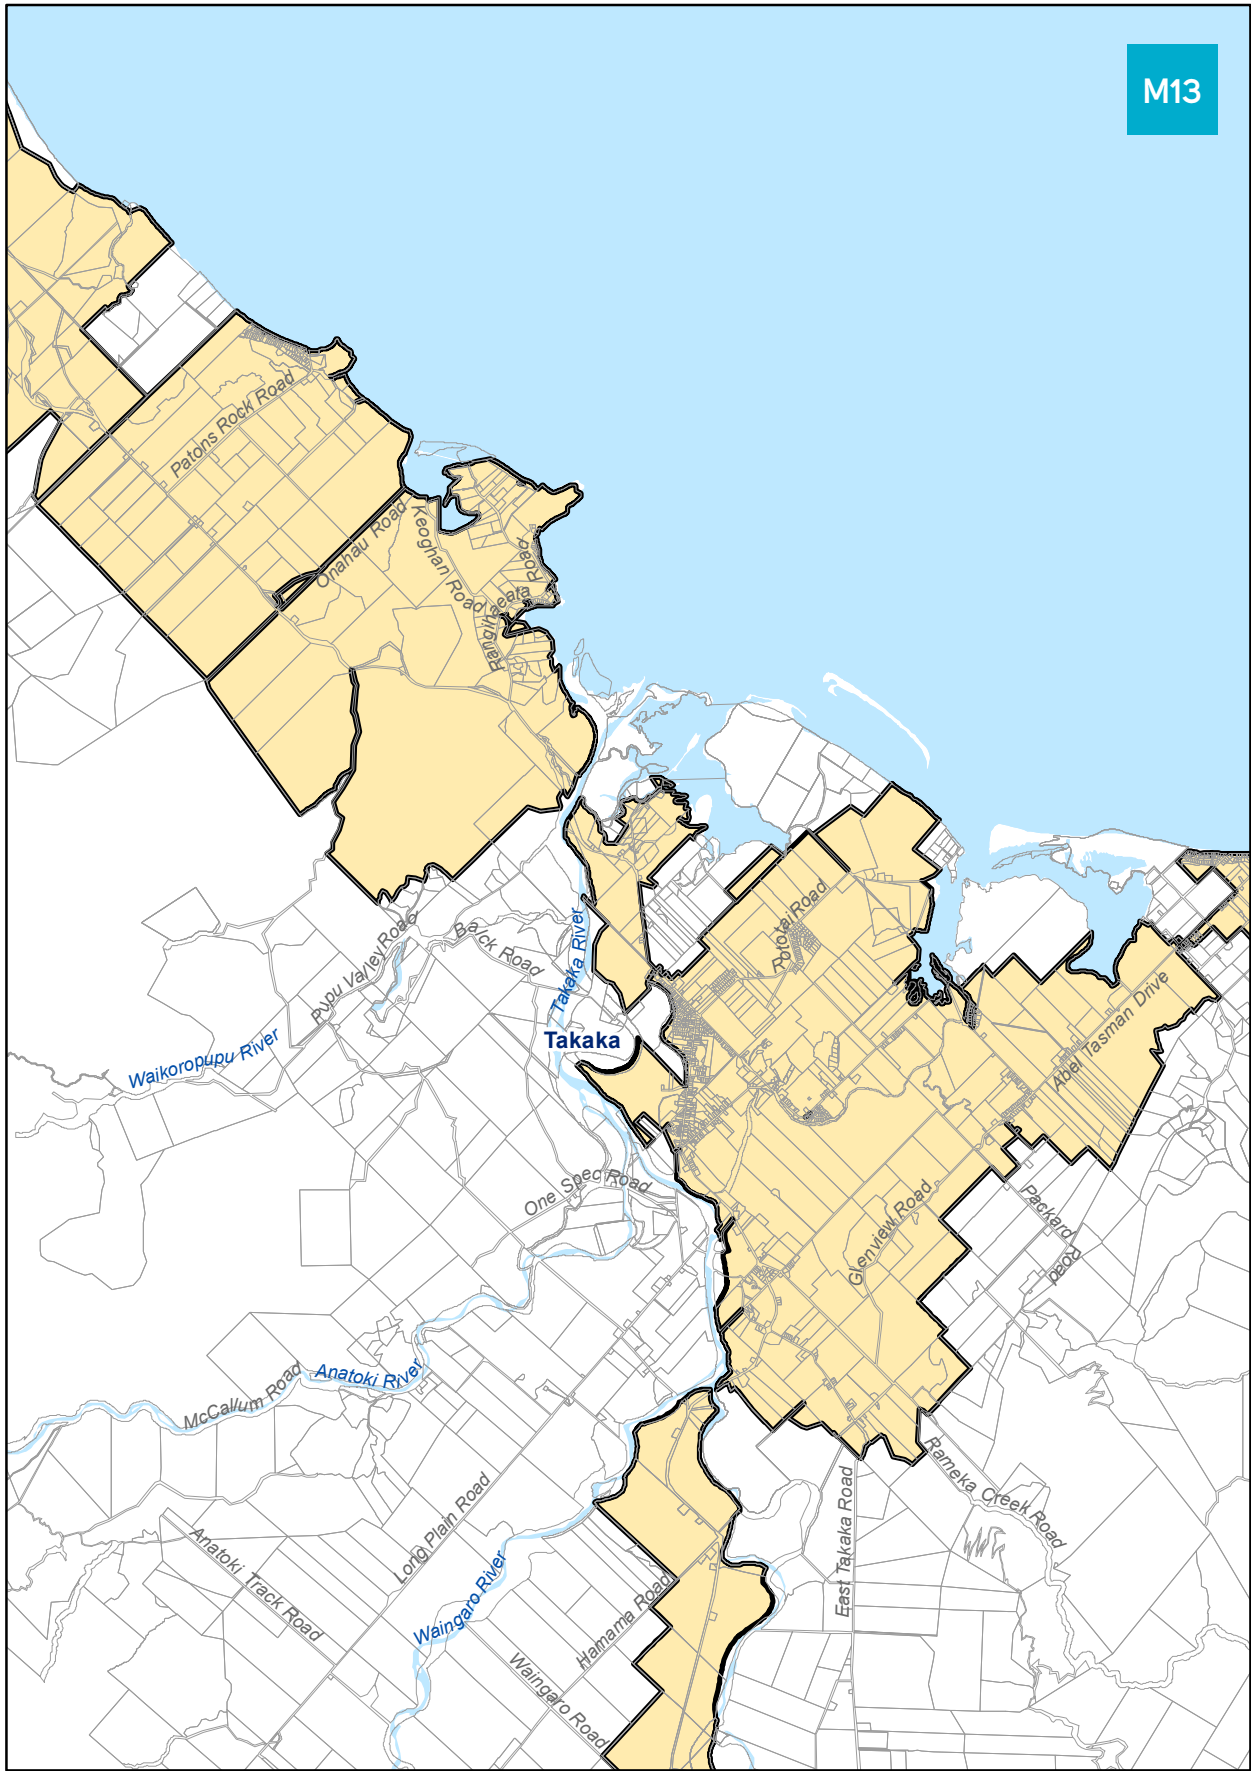 M13
Patons Rock Road
Onahau Road
Keoghan Road
Rangihaeata Road
Rototai Road
Pupu Valley Road
Balck Road
Takaka River
Abel Tasman Drive
Takaka
Waikoropupu River
One Spec Road
Glenview Road
Packard Road
Anatoki River
McCallum Road
Rameka Creek Road
East Takaka Road
Long Plain Road
Anatoki Track Road
Waingaro River
Hamama Road
Waingaro Road